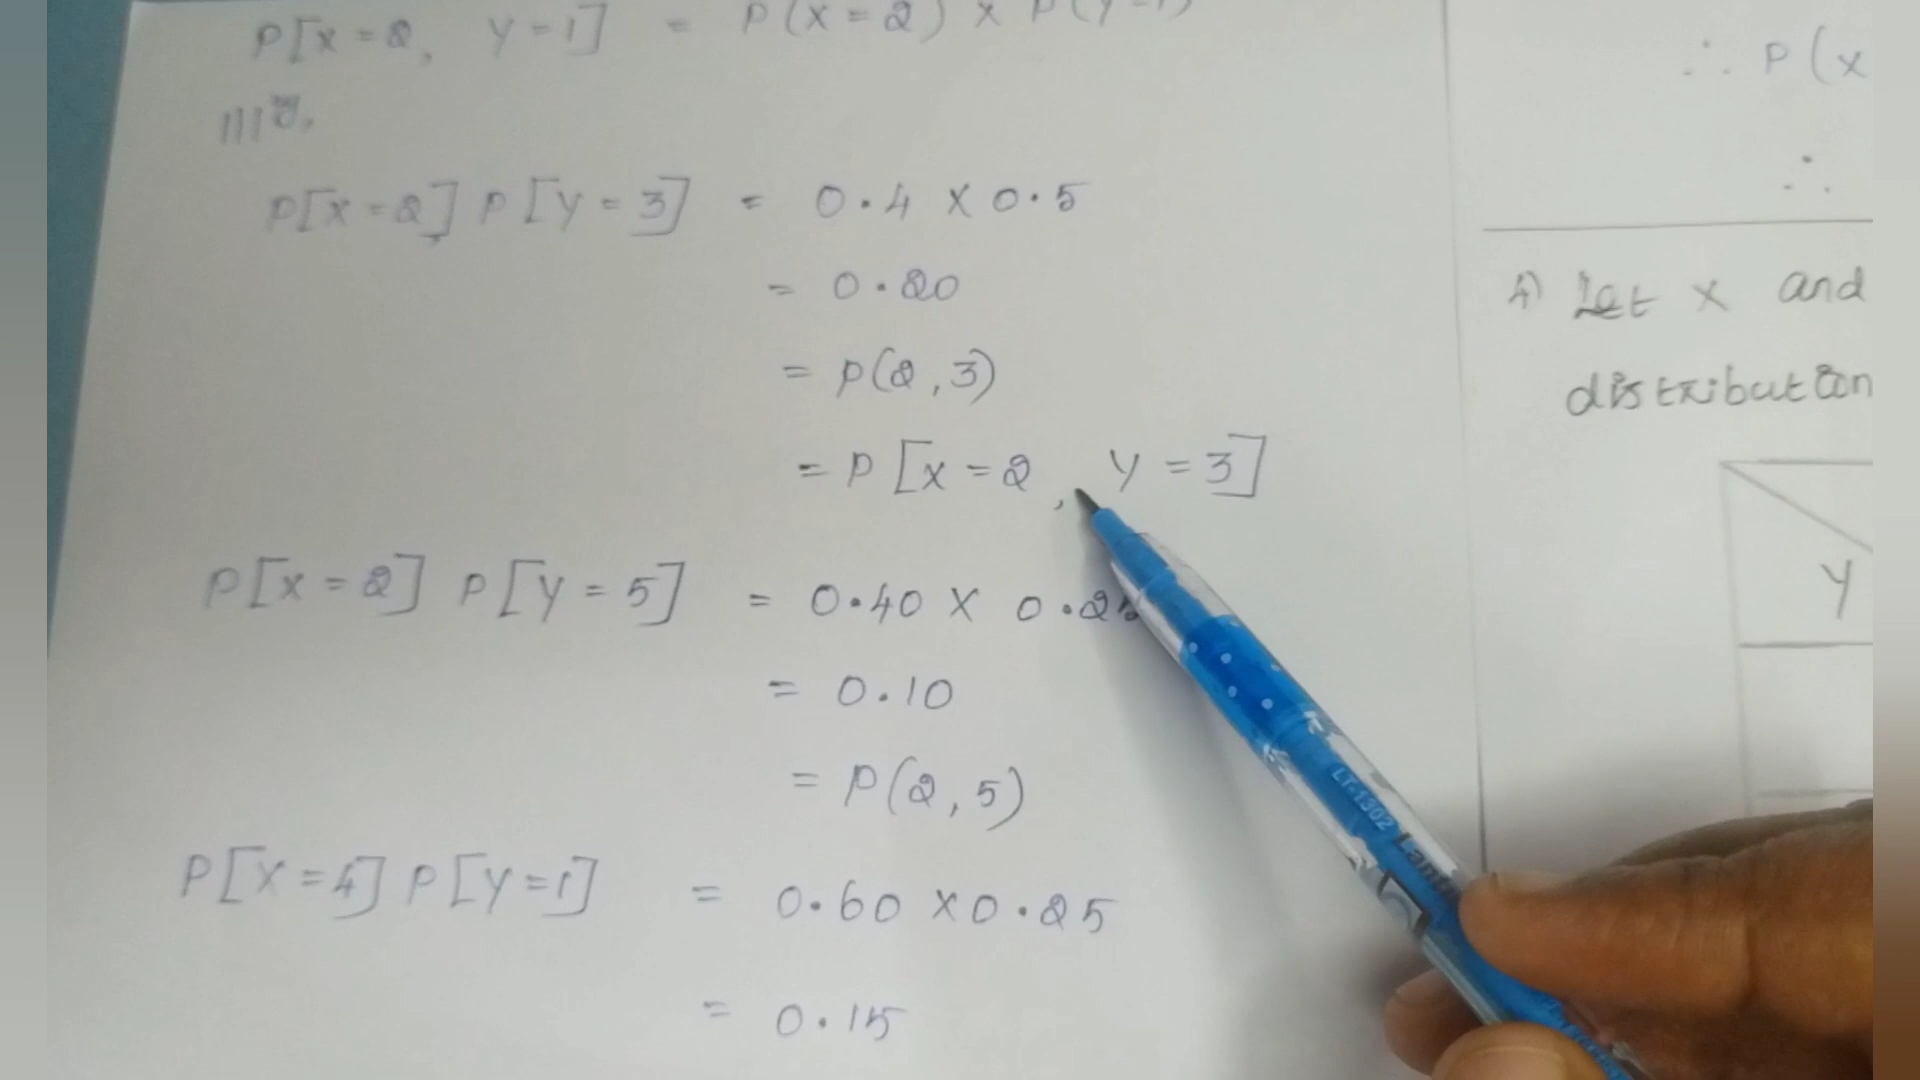 P[X=2, Y=1] = P(X=2) x P(Y=1)
P[X=2] P[Y=3] = 0.4 X 0.5
= 0.20
= P(2,3)
= P[X=2, Y=3]
P[X=2] P[Y=5] = 0.40 X 0.25
= 0.10
= P(2,5)
P[X=4] P[Y=1] = 0.60 X 0.25
= 0.15
∴ P(X
∴
4) Let X and
distribution
Y
LT-1302